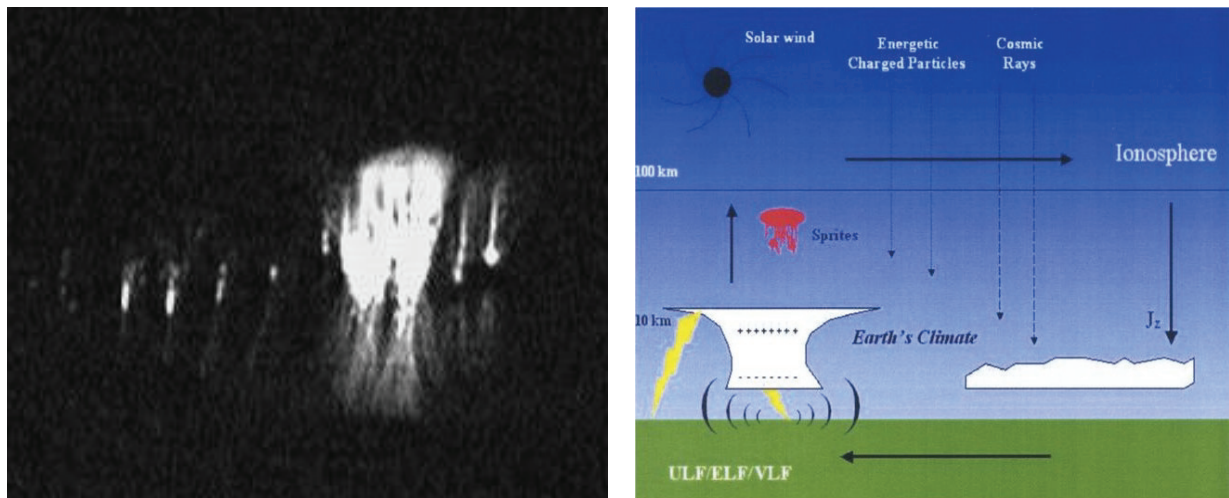 Solar wind
Energetic
Charged Particles
Cosmic
Rays
Ionosphere
100 km
Sprites
10 km
Earth's Climate
Jz
++++++++
- - - - - - - -
ULF/ELF/VLF